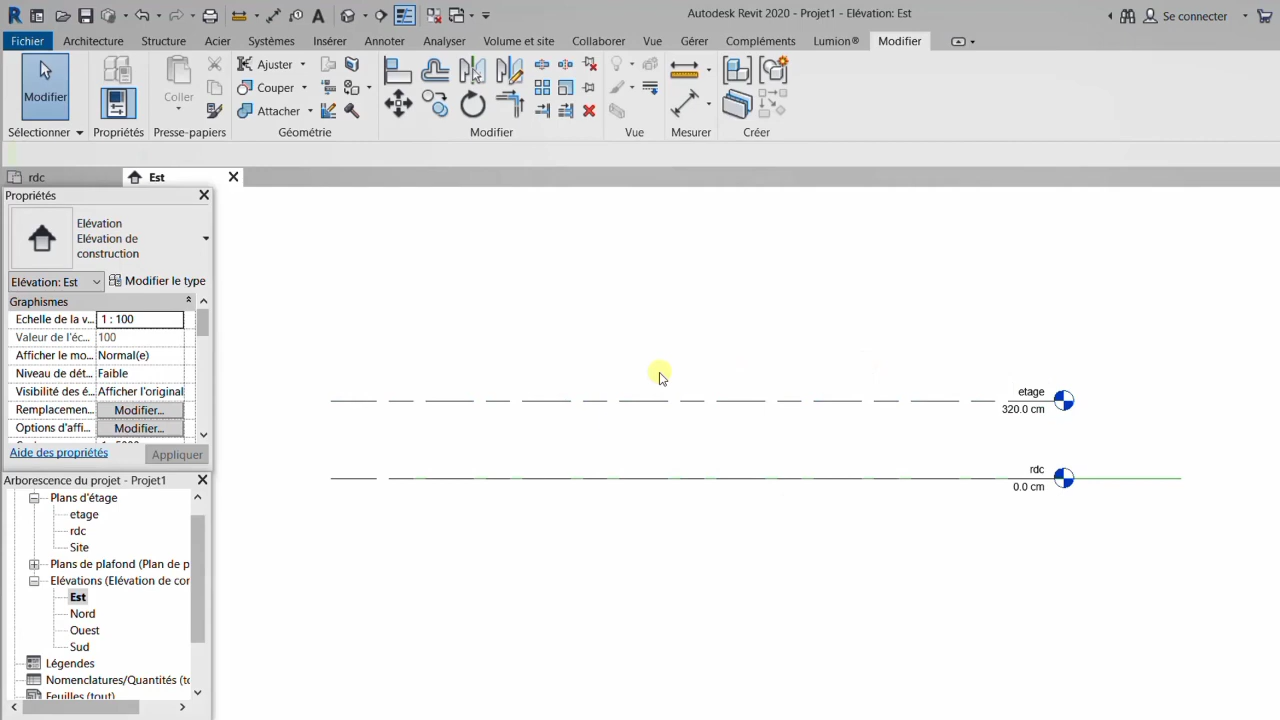 Autodesk Revit 2020 - Projet1 - Elévation: Est
Se connecter
Fichier Architecture Structure Acier Systèmes Insérer Annoter Analyser Volume et site Collaborer Vue Gérer Compléments Lumion® Modifier
Modifier
Coller
Ajuster
Couper
Attacher
Sélectionner Propriétés Presse-papiers Géométrie Modifier Vue Mesurer Créer
rdc Est
Propriétés
Elévation
Elévation de
construction
Elévation: Est Modifier le type
Graphismes
Echelle de la v... 1 : 100
Valeur de l'éc... 100
Afficher le mo... Normal(e)
Niveau de dét... Faible
Visibilité des é... Afficher l'original
Remplacemen... Modifier...
Options d'affi... Modifier...
Aide des propriétés Appliquer
Arborescence du projet - Projet1
Plans d'étage
etage
rdc
Site
Plans de plafond (Plan de p
Elévations (Elévation de cor
Est
Nord
Ouest
Sud
Légendes
Nomenclatures/Quantités (to
Feuilles (tout)
etage
320.0 cm
rdc
0.0 cm